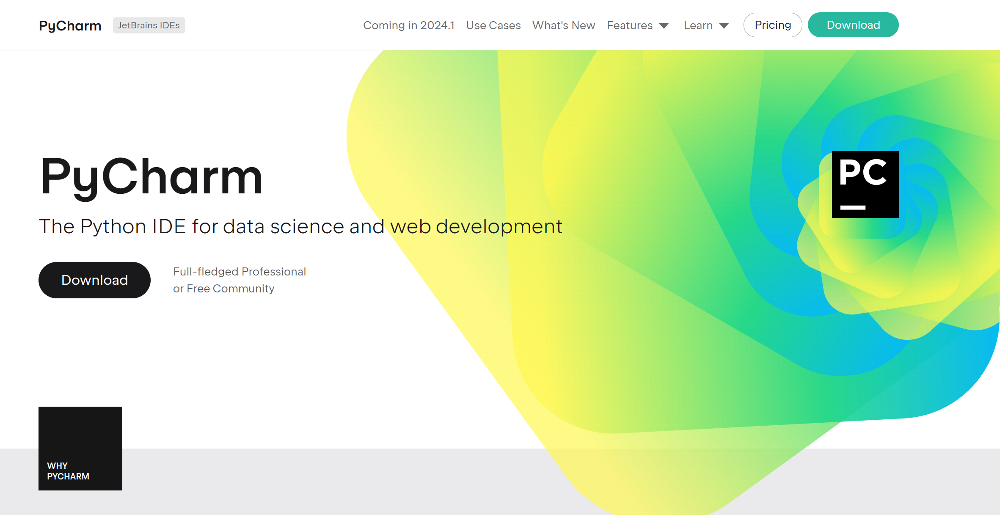 PyCharm JetBrains IDEs Coming in 2024.1 Use Cases What's New Features Learn Pricing Download
PyCharm
The Python IDE for data science and web development
Download
Full-fledged Professional
or Free Community
PC
WHY
PYCHARM